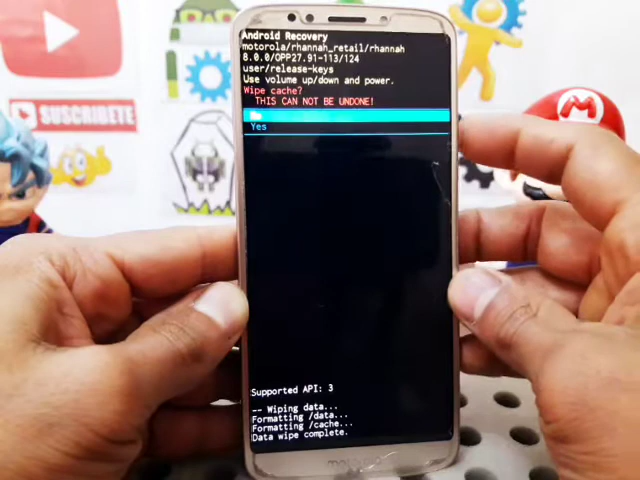 SUSCRIBETE
Android Recovery
motorola/rhannah_retail/rhannah
8.0.0/OPP27.91-113/124
user/release-keys
Use volume up/down and power.
Wipe cache?
THIS CAN NOT BE UNDONE!
No
Yes
Supported API: 3
-- Wiping data...
Formatting /data...
Formatting /cache...
Data wipe complete.
M